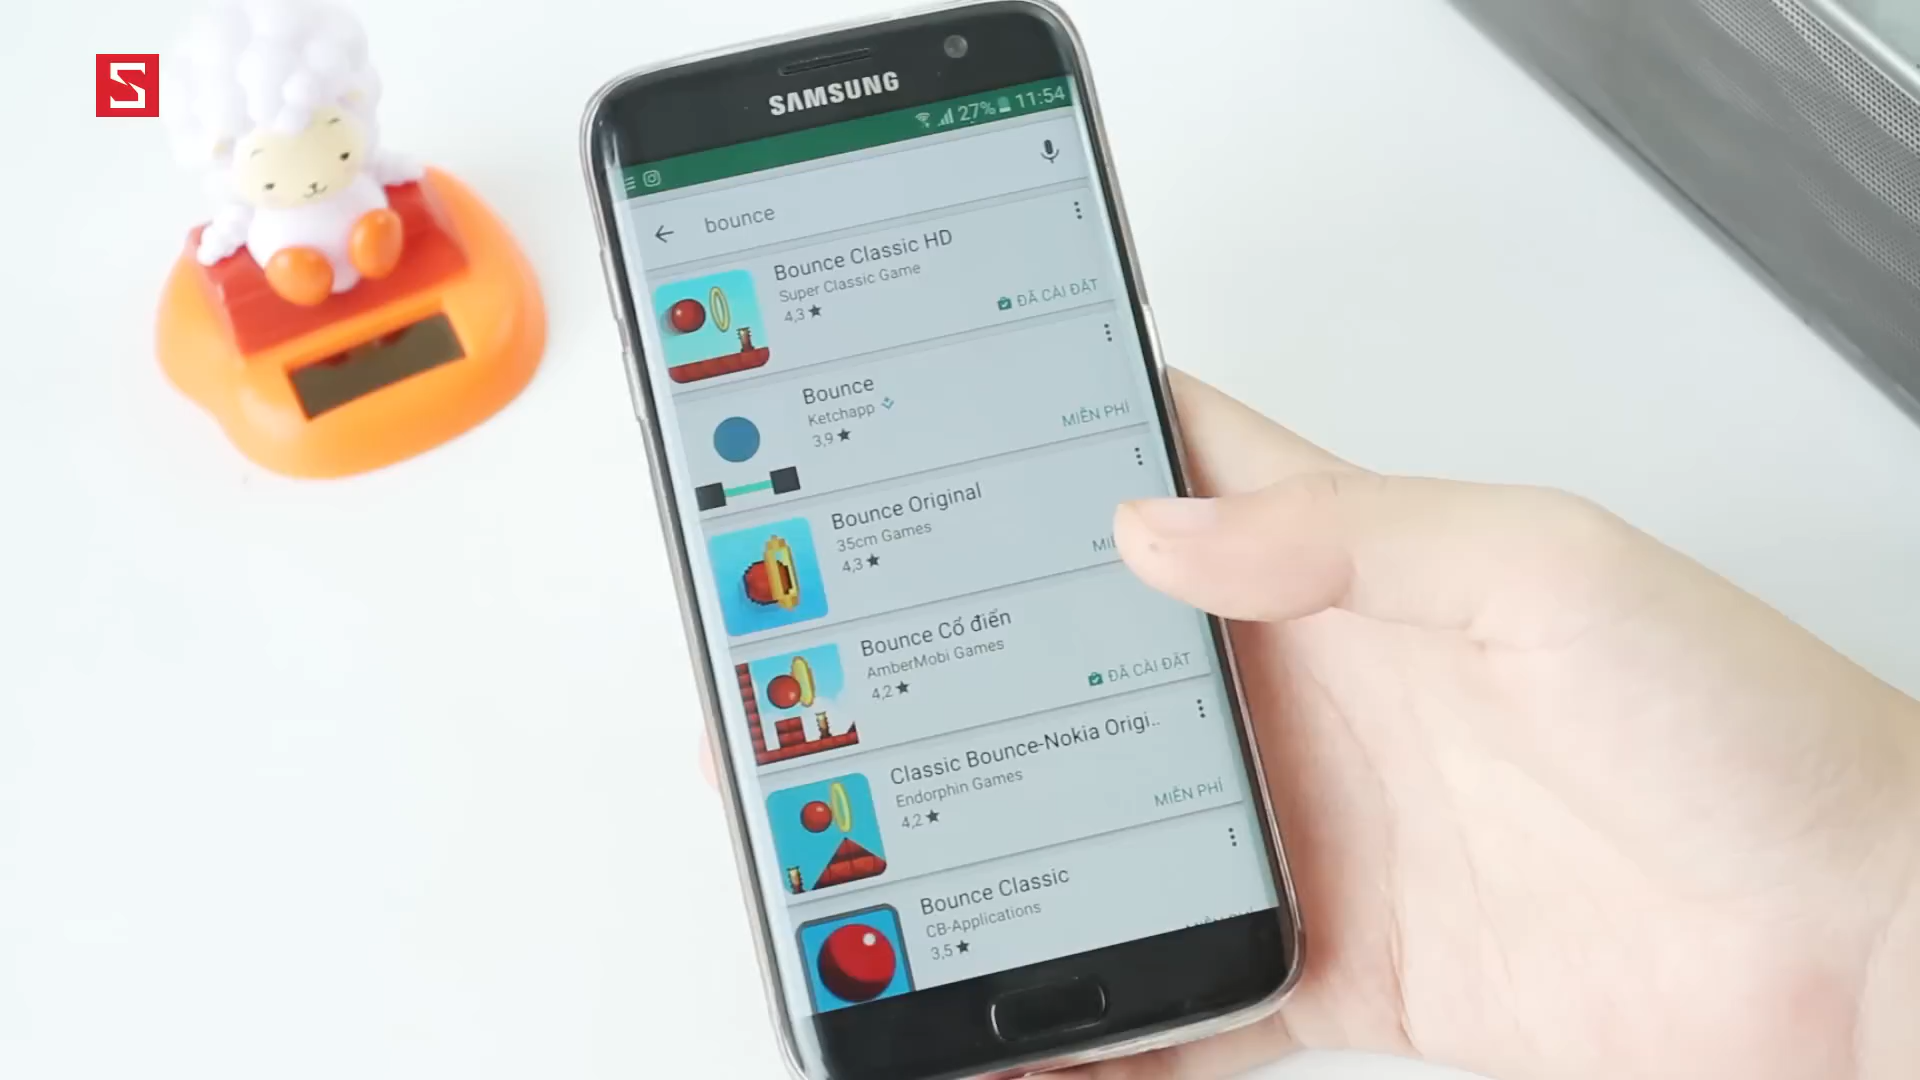 S
SAMSUNG
27% 11:54
bounce
Bounce Classic HD
Super Classic Game
4,3 ★
ĐÃ CÀI ĐẶT
Bounce
Ketchapp
3,9 ★
MIỄN PHÍ
Bounce Original
35cm Games
4,3 ★
Bounce Cổ điển
AmberMobi Games
4,2 ★
ĐÃ CÀI ĐẶT
Classic Bounce-Nokia Origi..
Endorphin Games
4,2 ★
MIỄN PHÍ
Bounce Classic
CB-Applications
3,5 ★